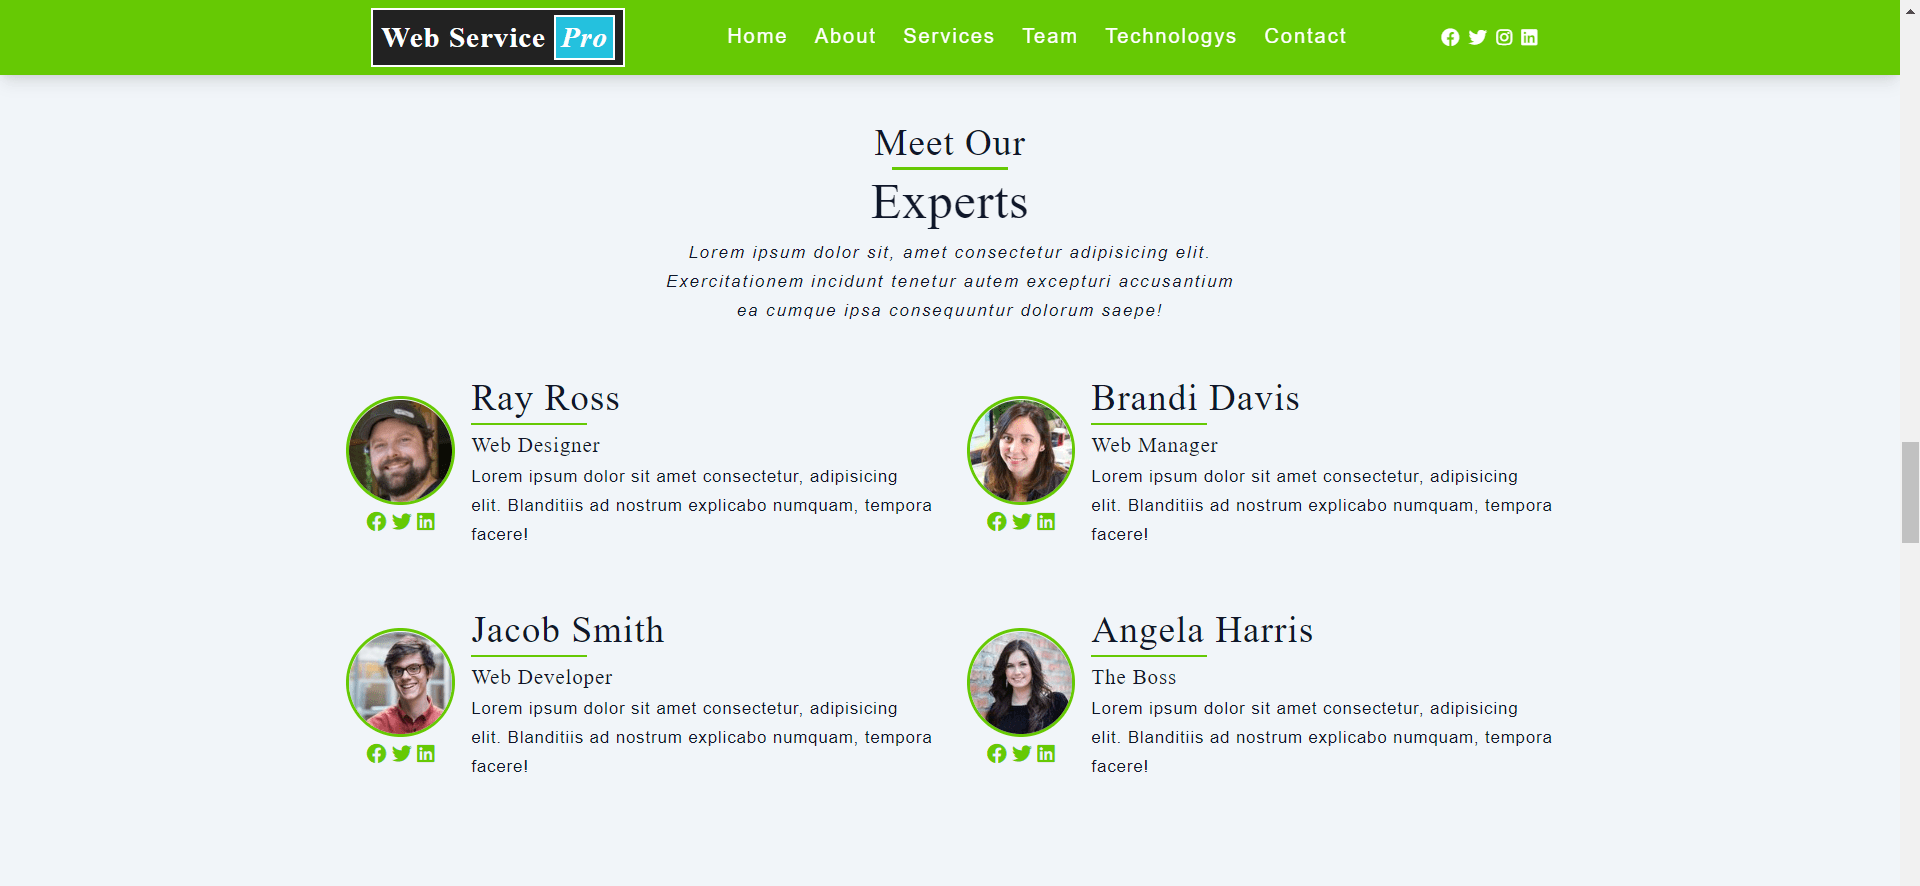 Web Service Pro
Home About Services Team Technologys Contact
Meet Our
Experts
Lorem ipsum dolor sit, amet consectetur adipisicing elit.
Exercitationem incidunt tenetur autem excepturi accusantium
ea cumque ipsa consequuntur dolorum saepe!
Ray Ross
Web Designer
Lorem ipsum dolor sit amet consectetur, adipisicing
elit. Blanditiis ad nostrum explicabo numquam, tempora
facere!
Brandi Davis
Web Manager
Lorem ipsum dolor sit amet consectetur, adipisicing
elit. Blanditiis ad nostrum explicabo numquam, tempora
facere!
Jacob Smith
Web Developer
Lorem ipsum dolor sit amet consectetur, adipisicing
elit. Blanditiis ad nostrum explicabo numquam, tempora
facere!
Angela Harris
The Boss
Lorem ipsum dolor sit amet consectetur, adipisicing
elit. Blanditiis ad nostrum explicabo numquam, tempora
facere!